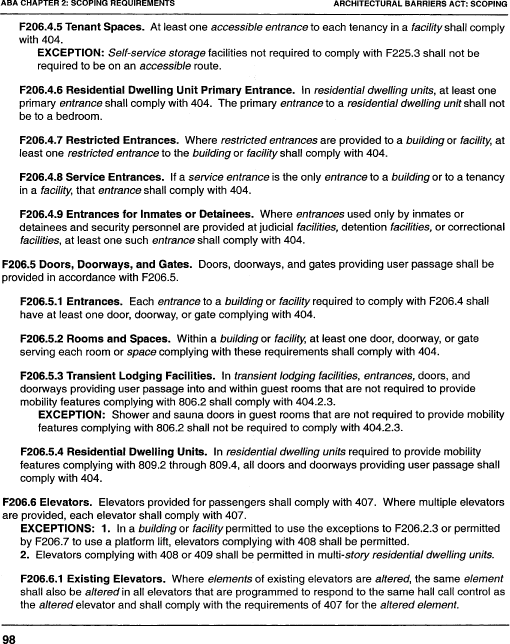 ABA CHAPTER 2: SCOPING REQUIREMENTS ARCHITECTURAL BARRIERS ACT: SCOPING
F206.4.5 Tenant Spaces. At least one accessible entrance to each tenancy in a facility shall comply
with 404.
EXCEPTION: Self-service storage facilities not required to comply with F225.3 shall not be
required to be on an accessible route.
F206.4.6 Residential Dwelling Unit Primary Entrance. In residential dwelling units, at least one
primary entrance shall comply with 404. The primary entrance to a residential dwelling unit shall not
be to a bedroom.
F206.4.7 Restricted Entrances. Where restricted entrances are provided to a building or facility, at
least one restricted entrance to the building or facility shall comply with 404.
F206.4.8 Service Entrances. If a service entrance is the only entrance to a building or to a tenancy
in a facility, that entrance shall comply with 404.
F206.4.9 Entrances for Inmates or Detainees. Where entrances used only by inmates or
detainees and security personnel are provided at judicial facilities, detention facilities, or correctional
facilities, at least one such entrance shall comply with 404.
F206.5 Doors, Doorways, and Gates. Doors, doorways, and gates providing user passage shall be
provided in accordance with F206.5.
F206.5.1 Entrances. Each entrance to a building or facility required to comply with F206.4 shall
have at least one door, doorway, or gate complying with 404.
F206.5.2 Rooms and Spaces. Within a building or facility, at least one door, doorway, or gate
serving each room or space complying with these requirements shall comply with 404.
F206.5.3 Transient Lodging Facilities. In transient lodging facilities, entrances, doors, and
doorways providing user passage into and within guest rooms that are not required to provide
mobility features complying with 806.2 shall comply with 404.2.3.
EXCEPTION: Shower and sauna doors in guest rooms that are not required to provide mobility
features complying with 806.2 shall not be required to comply with 404.2.3.
F206.5.4 Residential Dwelling Units. In residential dwelling units required to provide mobility
features complying with 809.2 through 809.4, all doors and doorways providing user passage shall
comply with 404.
F206.6 Elevators. Elevators provided for passengers shall comply with 407. Where multiple elevators
are provided, each elevator shall comply with 407.
EXCEPTIONS: 1. In a building or facility permitted to use the exceptions to F206.2.3 or permitted
by F206.7 to use a platform lift, elevators complying with 408 shall be permitted.
2. Elevators complying with 408 or 409 shall be permitted in multi-story residential dwelling units.
F206.6.1 Existing Elevators. Where elements of existing elevators are altered, the same element
shall also be altered in all elevators that are programmed to respond to the same hall call control as
the altered elevator and shall comply with the requirements of 407 for the altered element.
98